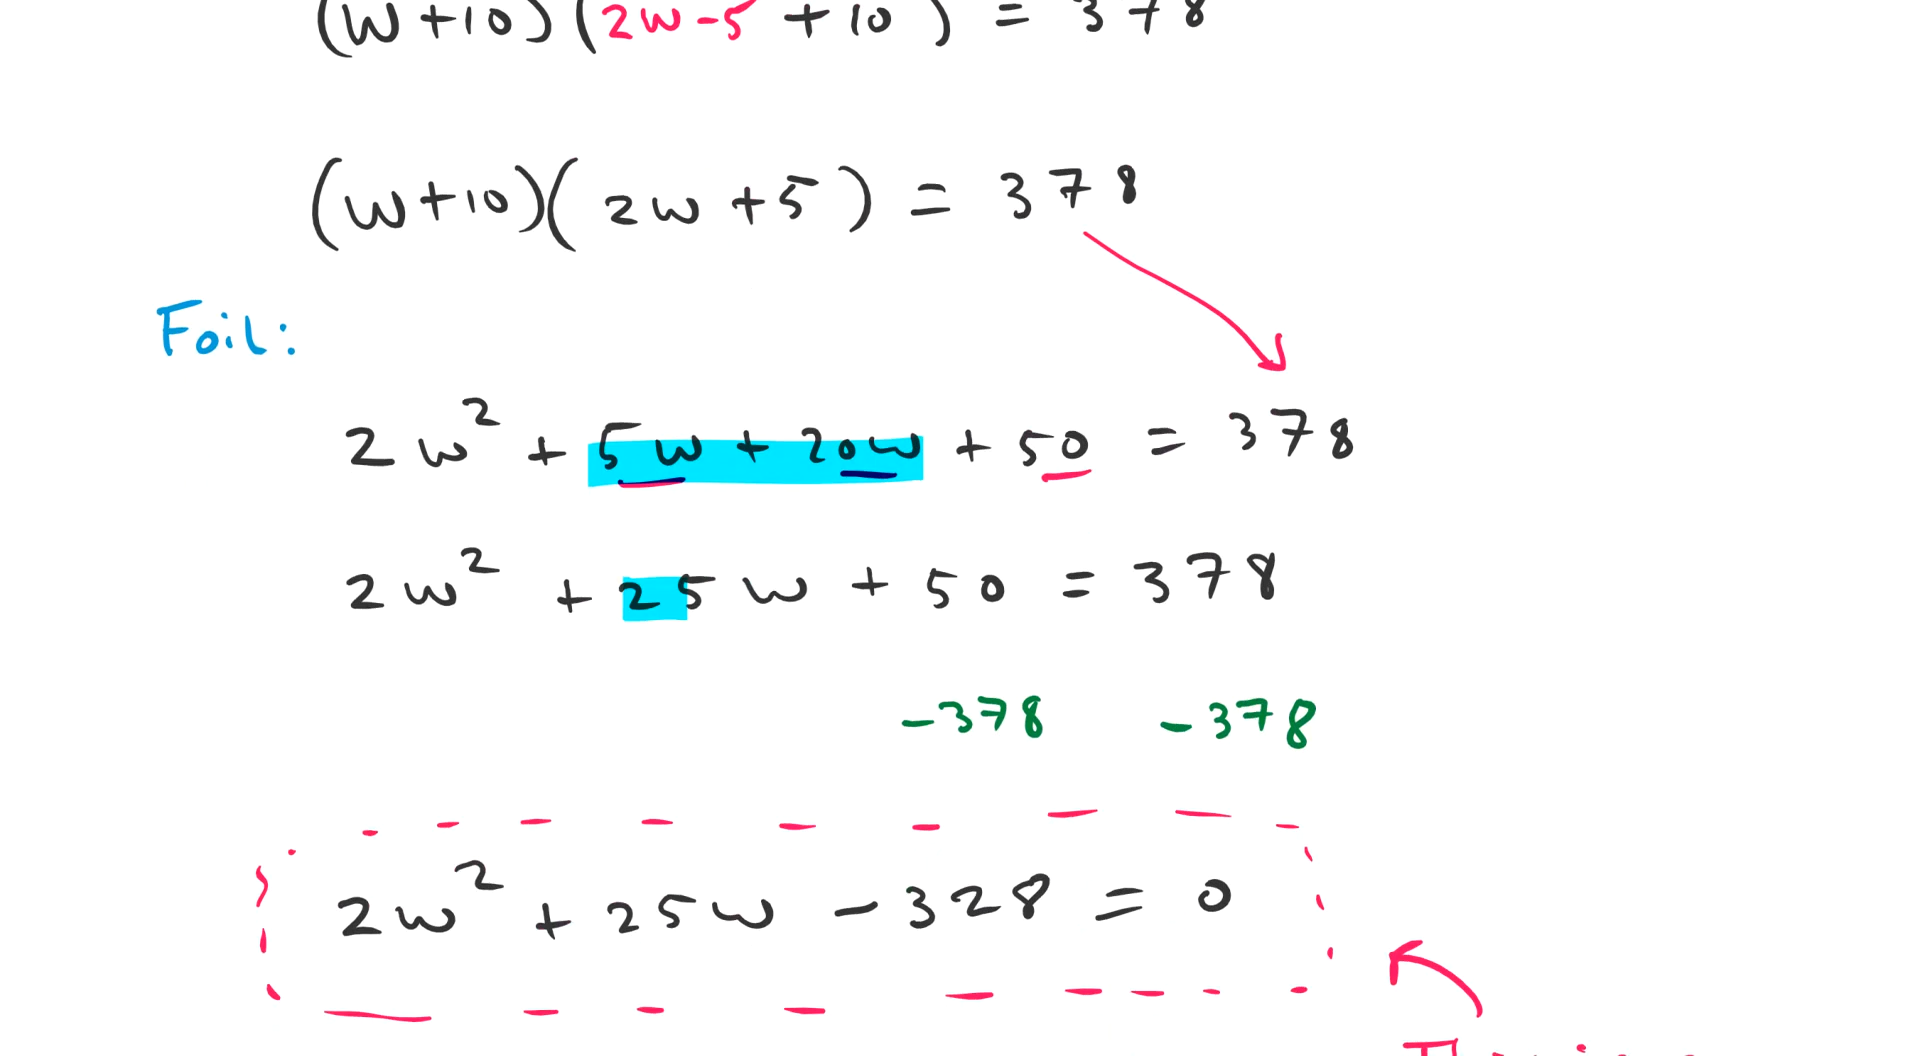 (w+10)(2w-5 +10) = 378
(w+10)(2w+5) = 378
Foil:
2w² + 5w + 20w + 50 = 378
2w² + 25w + 50 = 378
-378 -378
2w² + 25w - 328 = 0